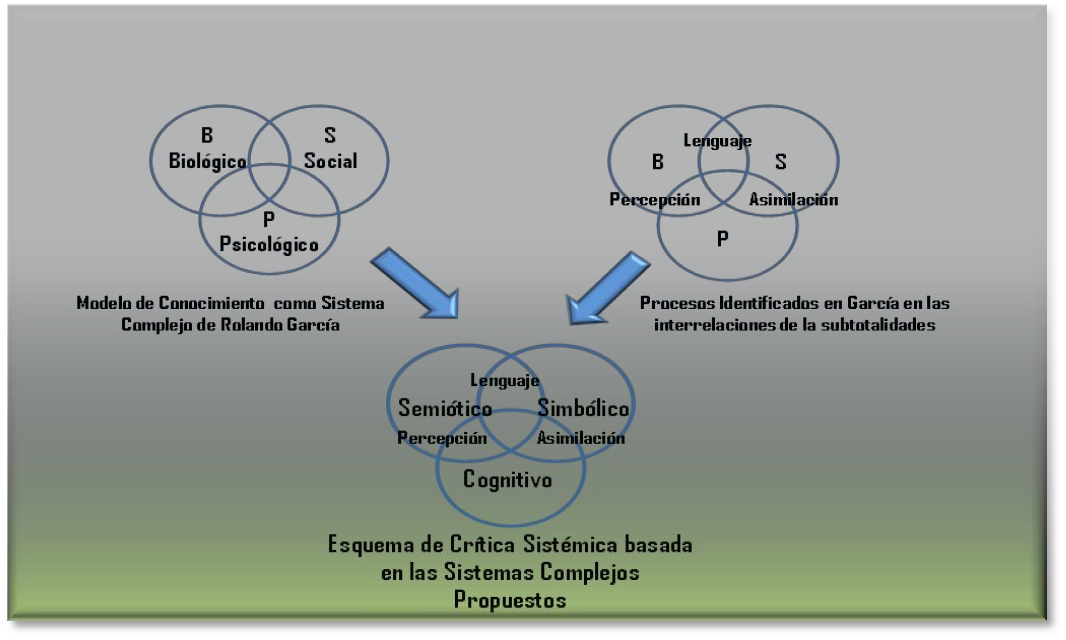 B
Biológico
S
Social
P
Psicológico
Modelo de Conocimiento como Sistema
Complejo de Rolando García
Lenguaje
B
S
Percepción
Asimilación
P
Procesos Identificados en García en las
interrelaciones de la subtotalidades
Lenguaje
Semiótico
Simbólico
Percepción
Asimilación
Cognitivo
Esquema de Crítica Sistémica basada
en las Sistemas Complejos
Propuestos